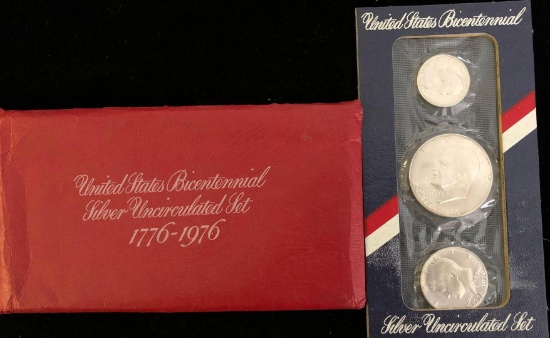 United States Bicentennial
Silver Uncirculated Set
1776-1976
United States Bicentennial
Silver Uncirculated Set